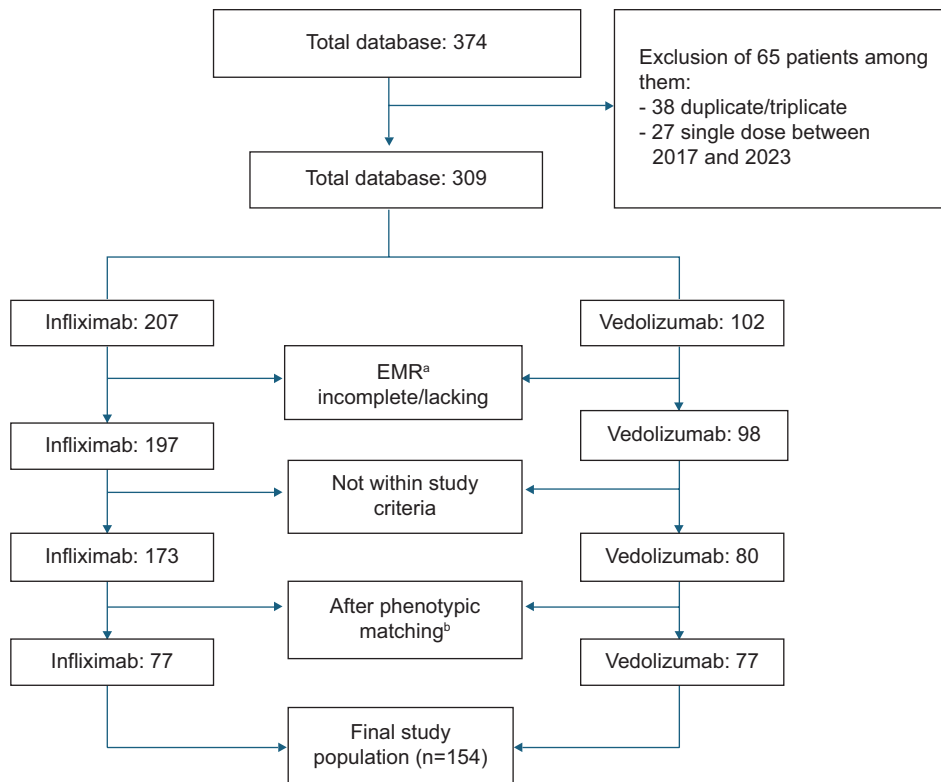 Total database: 374
Exclusion of 65 patients among
them:
- 38 duplicate/triplicate
- 27 single dose between
2017 and 2023
Total database: 309
Infliximab: 207
Vedolizumab: 102
EMRᵃ
incomplete/lacking
Infliximab: 197
Vedolizumab: 98
Not within study
criteria
Infliximab: 173
Vedolizumab: 80
After phenotypic
matchingᵇ
Infliximab: 77
Vedolizumab: 77
Final study
population (n=154)